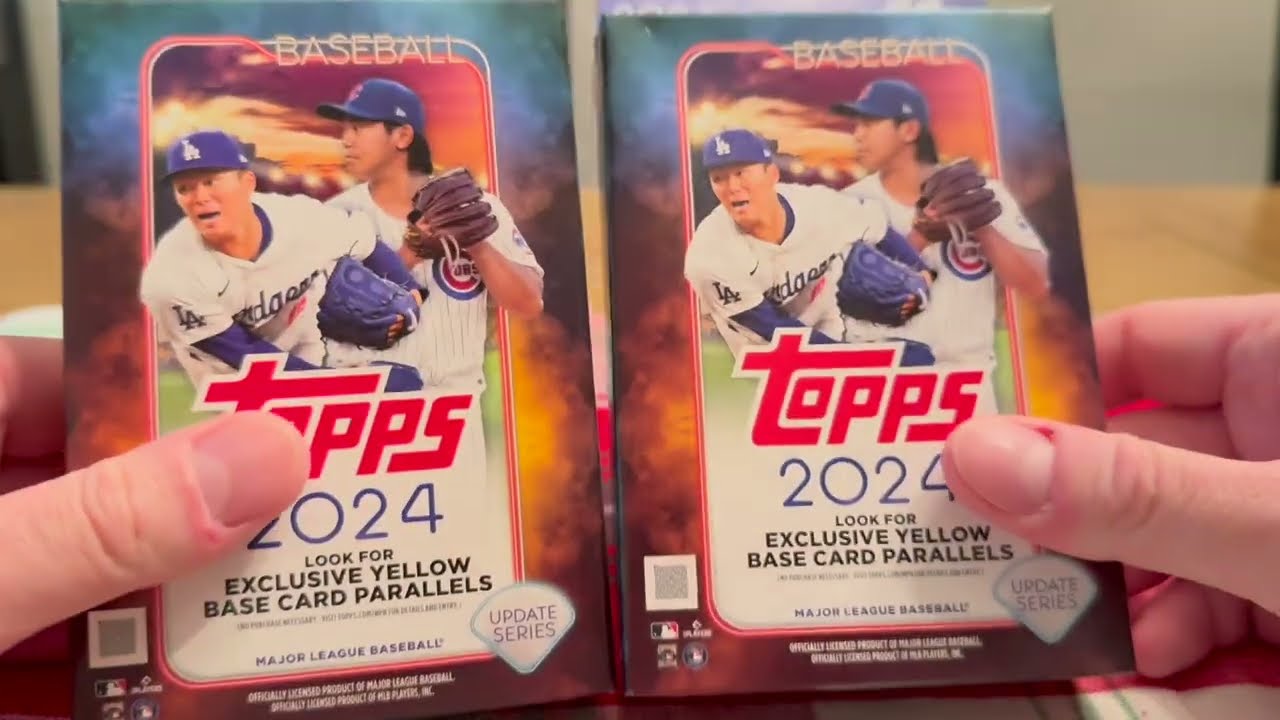 BASEBALL
LA
LA
Dodgers
TOPPS
2024
LOOK FOR
EXCLUSIVE YELLOW
BASE CARD PARALLELS
MAJOR LEAGUE BASEBALL
UPDATE
SERIES
OFFICIALLY LICENSED PRODUCT OF MAJOR LEAGUE BASEBALL.
OFFICIALLY LICENSED PRODUCT OF MLB PLAYERS, INC.
BASEBALL
LA
LA
TOPPS
2024
LOOK FOR
EXCLUSIVE YELLOW
BASE CARD PARALLELS
MAJOR LEAGUE BASEBALL
UPDATE
SERIES
OFFICIALLY LICENSED PRODUCT OF MAJOR LEAGUE BASEBALL.
OFFICIALLY LICENSED PRODUCT OF MLB PLAYERS, INC.